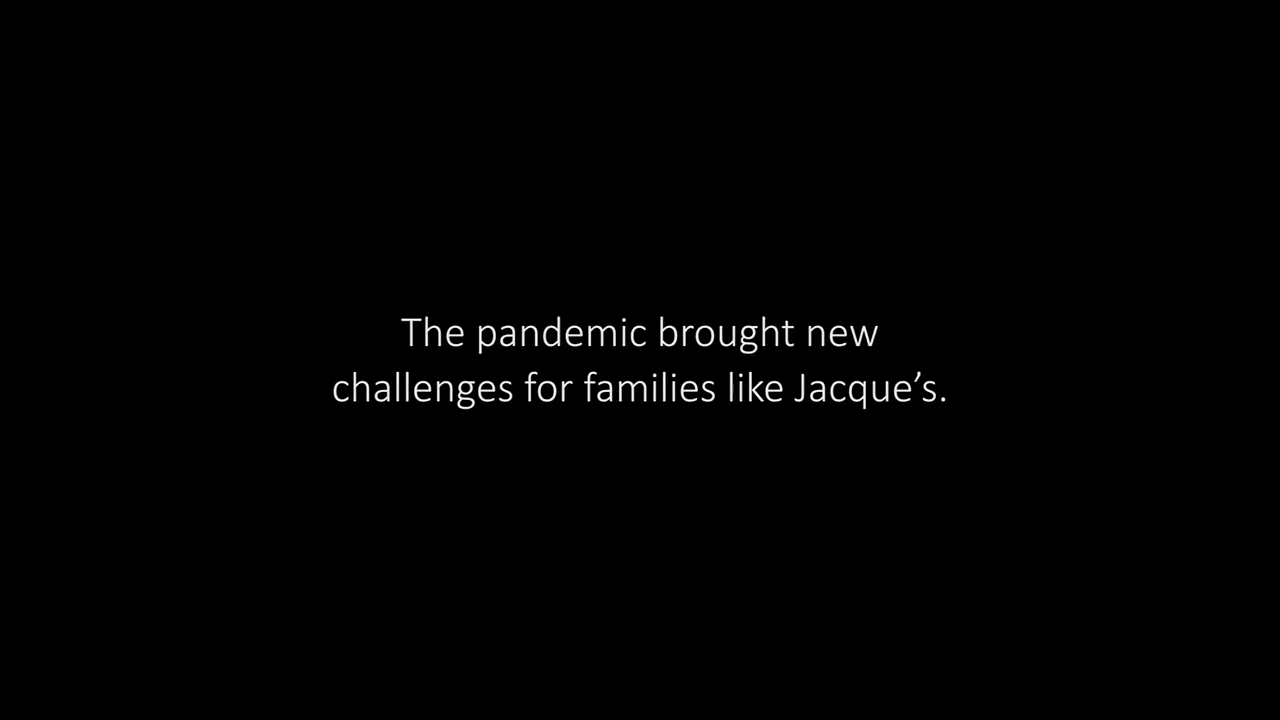 The pandemic brought new
challenges for families like Jacque’s.